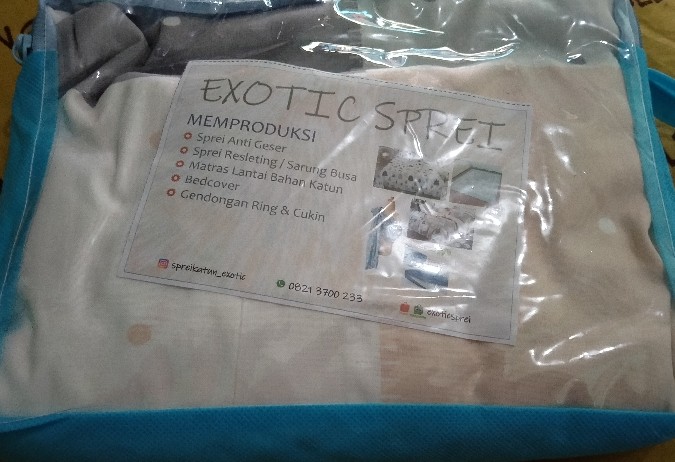 EXOTIC SPREI
MEMPRODUKSI
Sprei Anti Geser
Sprei Resleting / Sarung Busa
Matras Lantai Bahan Katun
Bedcover
Gendongan Ring & Cukin
spreikatun_exotic
0821 3700 233
exoticsprei